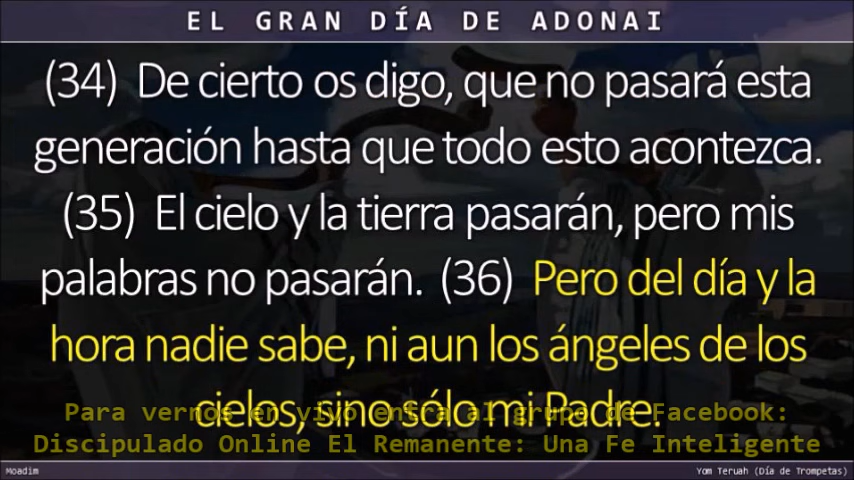 EL GRAN DÍA DE ADONAI
(34) De cierto os digo, que no pasará esta
generación hasta que todo esto acontezca.
(35) El cielo y la tierra pasarán, pero mis
palabras no pasarán. (36) Pero del día y la
hora nadie sabe, ni aun los ángeles de los
cielos, sino sólo mi Padre.
Para vernos en vivo entra al grupo de Facebook:
Discipulado Online El Remanente: Una Fe Inteligente
Moadim
Yom Teruah (Día de Trompetas)